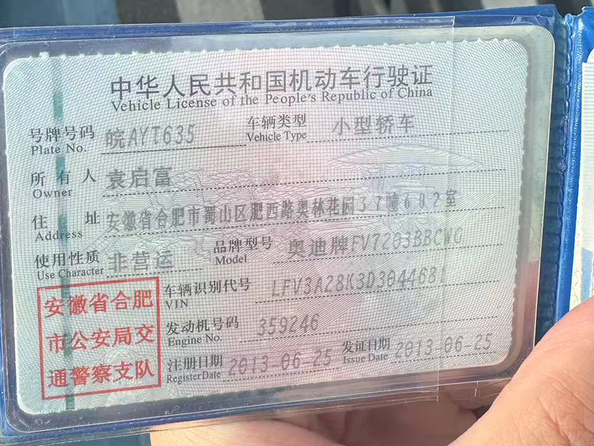 中华人民共和国机动车行驶证
Vehicle License of the People's Republic of China
号牌号码 皖AYT635 车辆类型 小型轿车
Plate No. Vehicle Type
所有人 袁启富
Owner
住址 安徽省合肥市蜀山区肥西路奥林花园37幢602室
Address
使用性质 非营运 品牌型号 奥迪牌FV7203BBCWG
Use Character Model
安徽省合肥
市公安局交
通警察支队
车辆识别代号 LFV3A28K3D3044681
VIN
发动机号码 359246
Engine No.
注册日期 2013-06-25 发证日期 2013-06-25
Register Date Issue Date